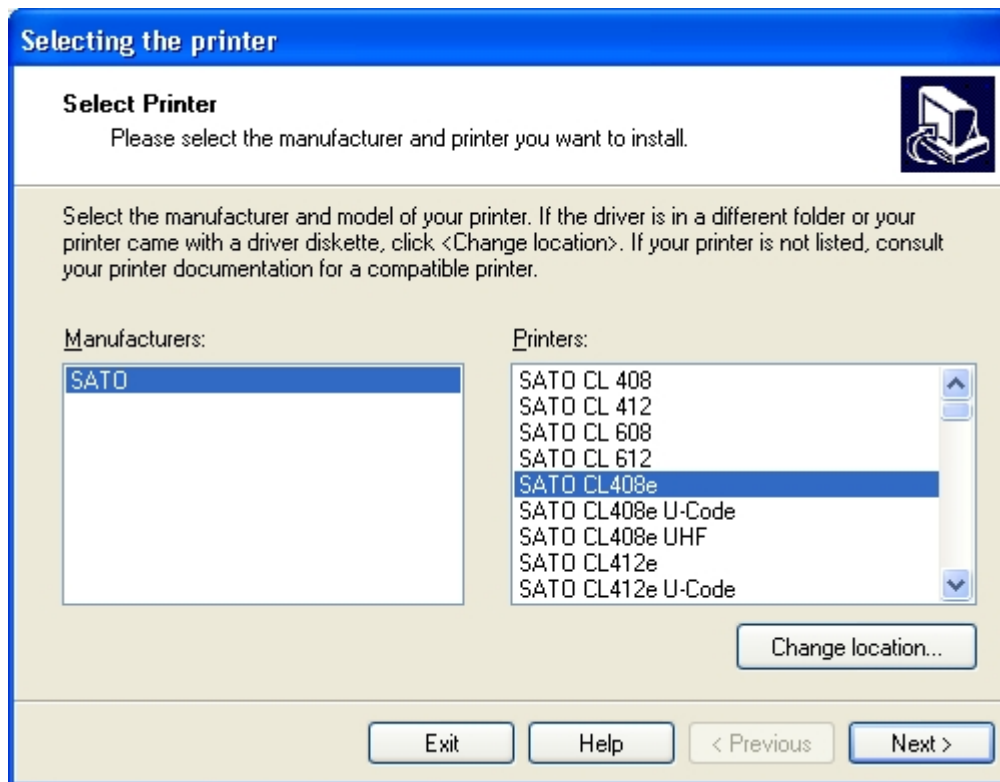 Selecting the printer
Select Printer
Please select the manufacturer and printer you want to install.
Select the manufacturer and model of your printer. If the driver is in a different folder or your
printer came with a driver diskette, click <Change location>. If your printer is not listed, consult
your printer documentation for a compatible printer.
Manufacturers:
SATO
Printers:
SATO CL 408
SATO CL 412
SATO CL 608
SATO CL 612
SATO CL408e
SATO CL408e U-Code
SATO CL408e UHF
SATO CL412e
SATO CL412e U-Code
Change location...
Exit
Help
< Previous
Next >